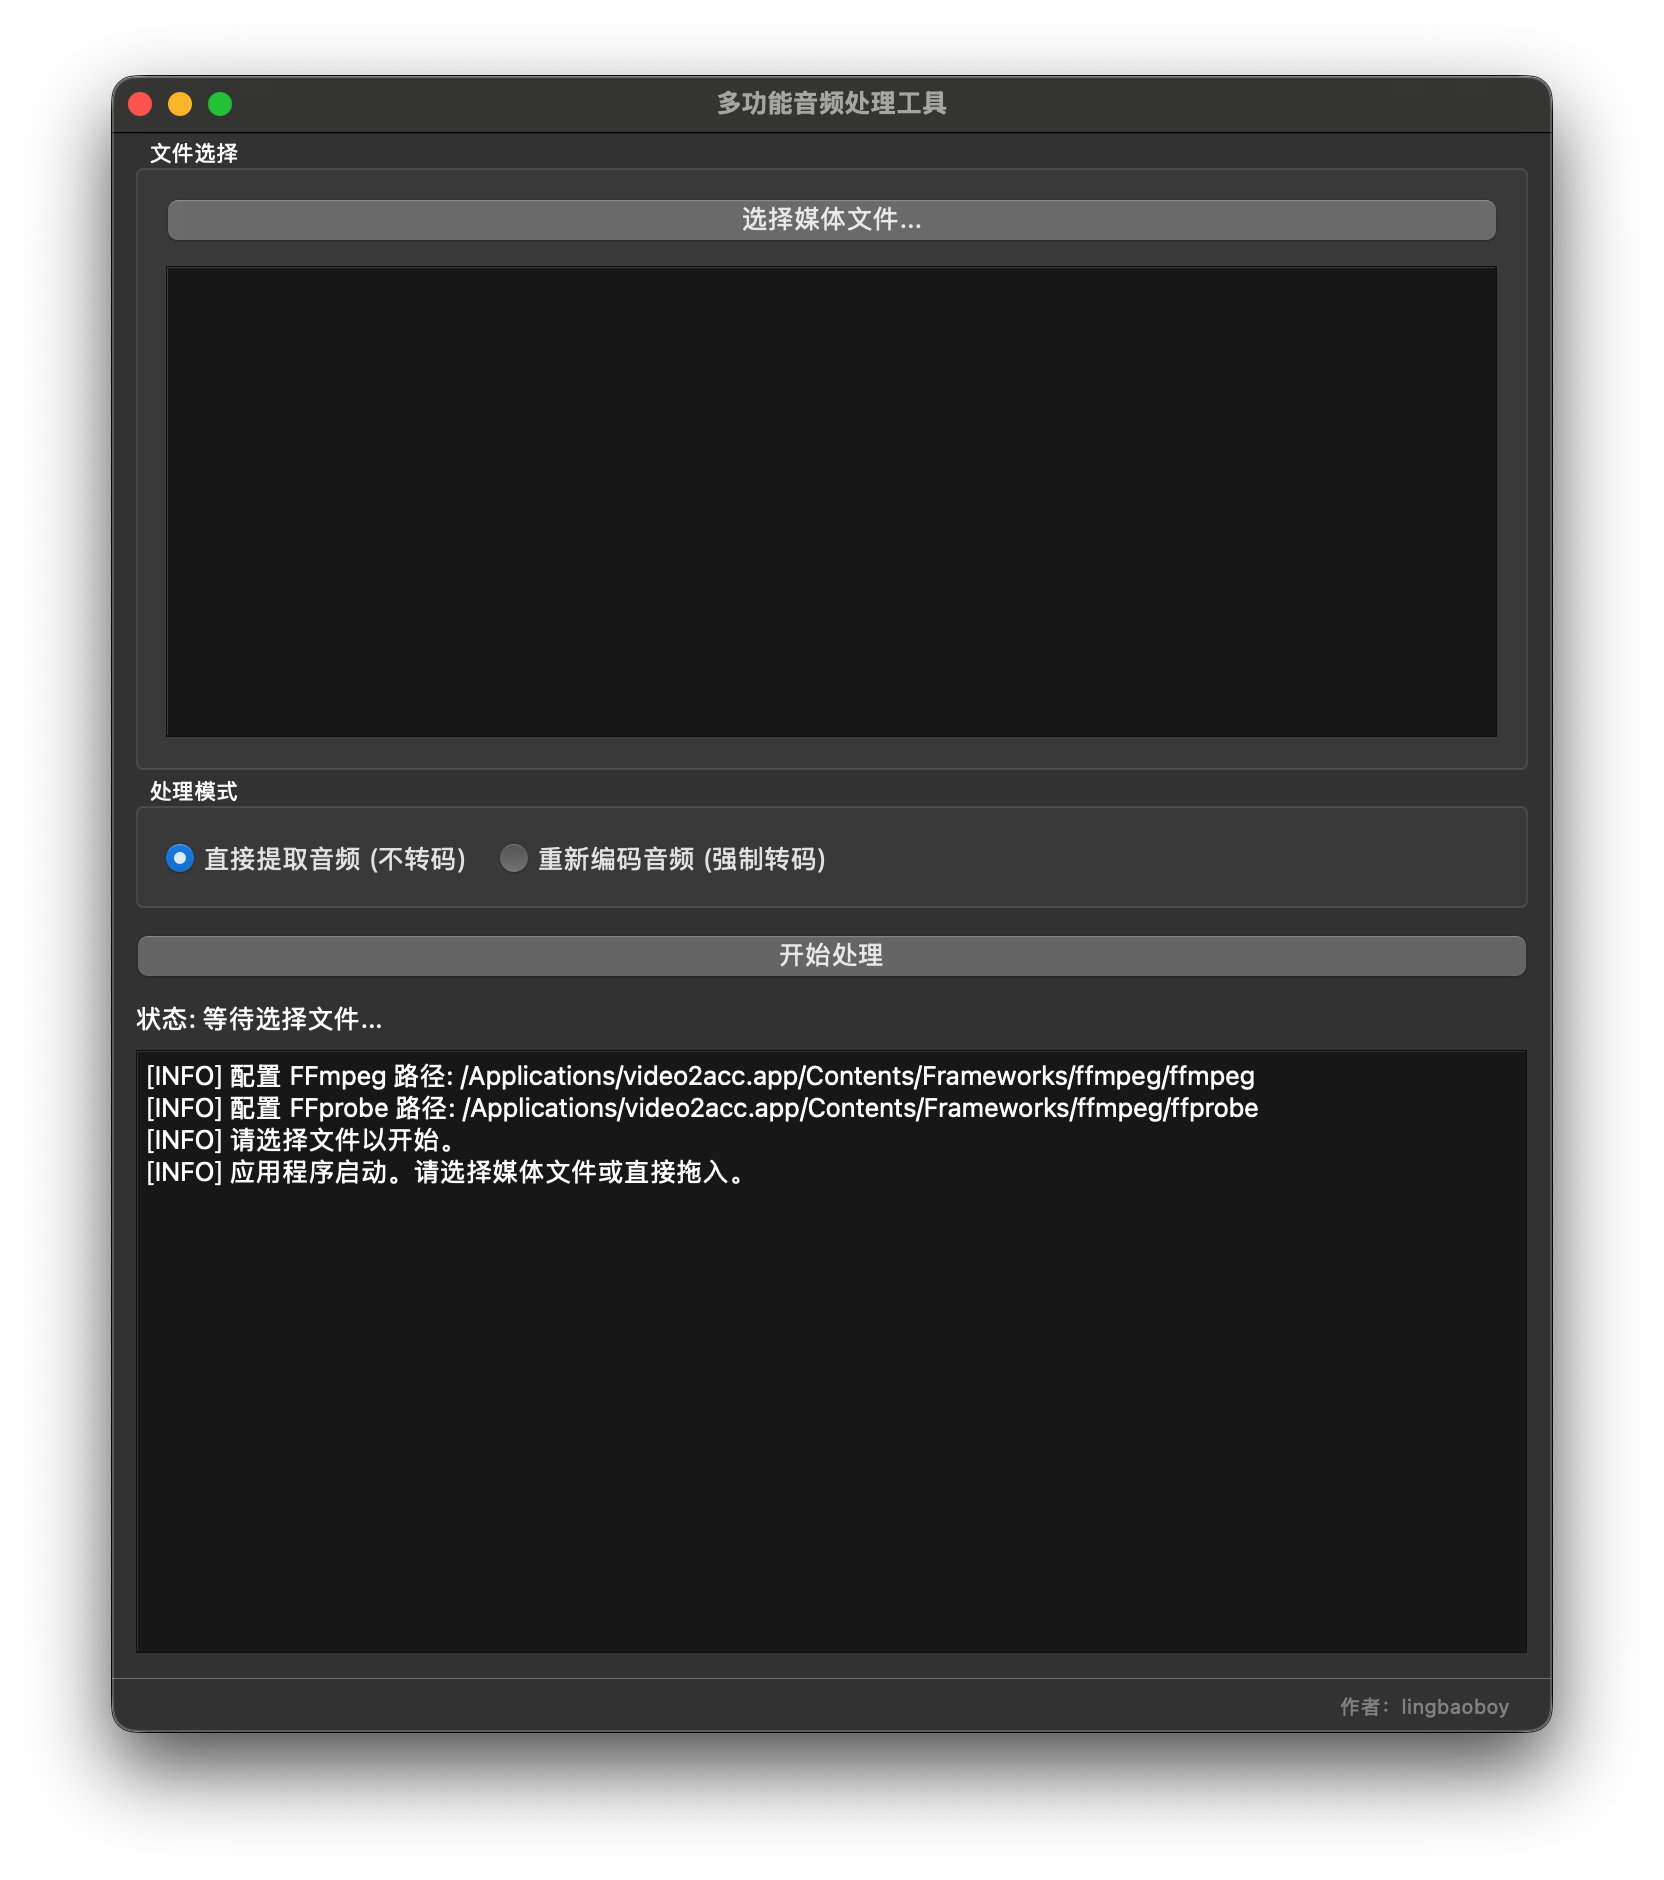 多功能音频处理工具
文件选择
选择媒体文件...
处理模式
直接提取音频 (不转码) 重新编码音频 (强制转码)
开始处理
状态: 等待选择文件...
[INFO] 配置 FFmpeg 路径: /Applications/video2acc.app/Contents/Frameworks/ffmpeg/ffmpeg
[INFO] 配置 FFprobe 路径: /Applications/video2acc.app/Contents/Frameworks/ffmpeg/ffprobe
[INFO] 请选择文件以开始。
[INFO] 应用程序启动。请选择媒体文件或直接拖入。
作者：lingbaoboy